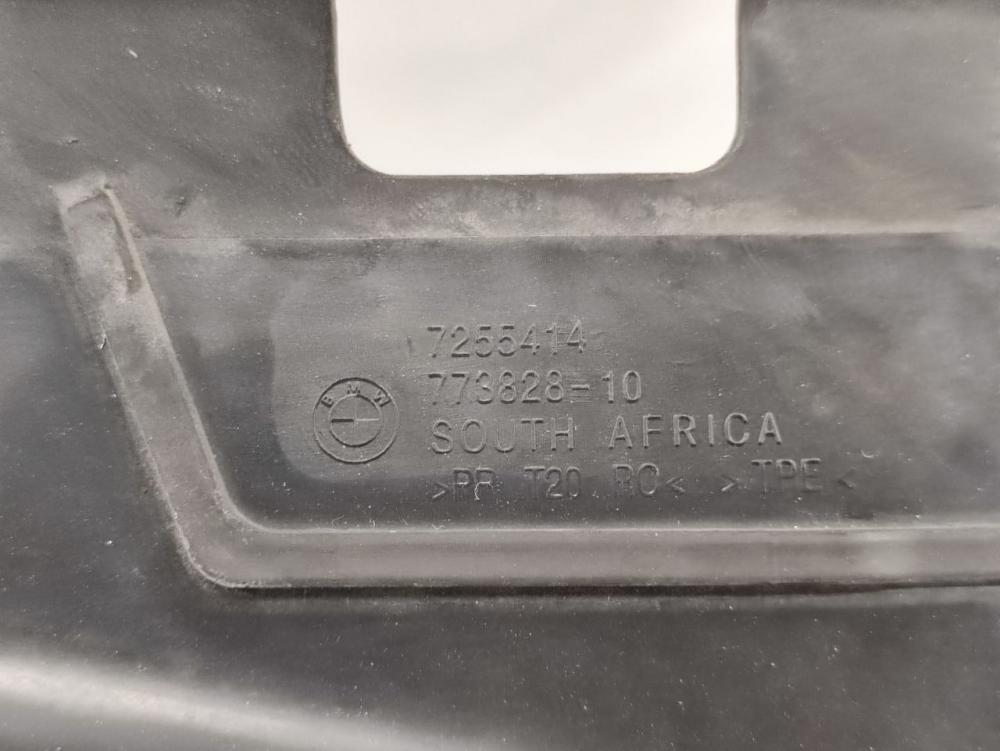 7255414
773828-10
BMW
SOUTH AFRICA
>PP T20 RC< >TPE<